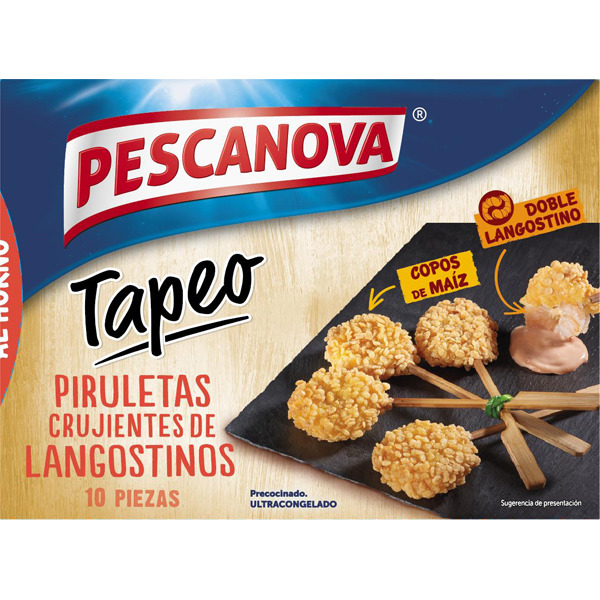 PESCANOVA®
Tapeo
PIRULETAS
CRUJIENTES DE
LANGOSTINOS
10 PIEZAS
AL HORNO
COPOS
DE MAÍZ
DOBLE
LANGOSTINO
Precocinado.
ULTRACONGELADO
Sugerencia de presentación